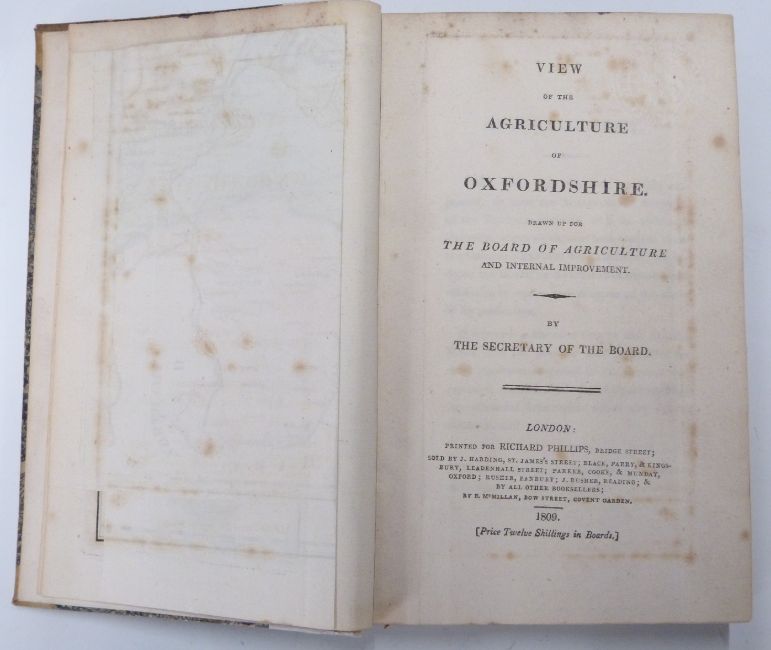 VIEW
OF THE
AGRICULTURE
OF
OXFORDSHIRE.
DRAWN UP FOR
THE BOARD OF AGRICULTURE
AND INTERNAL IMPROVEMENT.
BY
THE SECRETARY OF THE BOARD.
LONDON:
PRINTED FOR RICHARD PHILLIPS, BRIDGE STREET;
SOLD BY J. HARDING, ST. JAMES'S STREET; BLACK, PARRY, & KINGS-
BURY, LEADENHALL STREET; PARKER, COOKE, & MUNDAY,
OXFORD; RUSHER, BANBURY; J. RUSHER, READING; &
BY ALL OTHER BOOKSELLERS;
BY B. McMILLAN, BOW STREET, COVENT GARDEN.
1809.
[Price Twelve Shillings in Boards.]